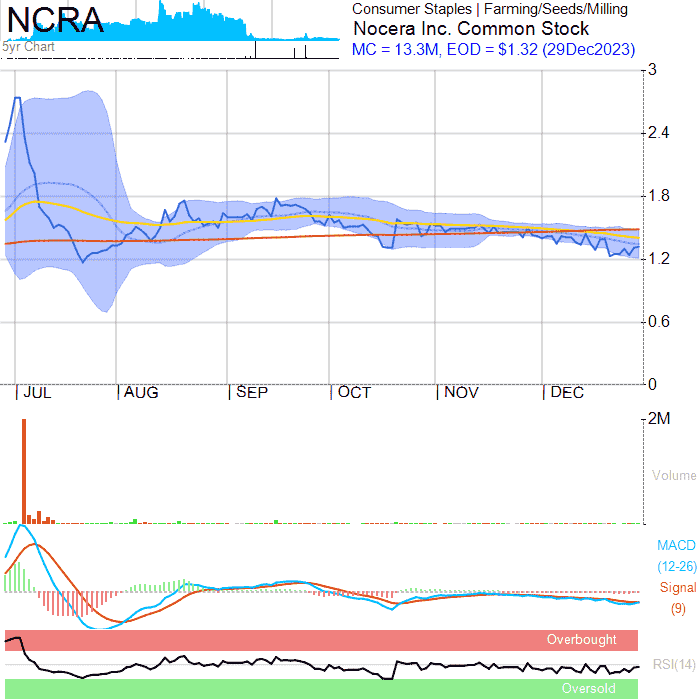 NCRA
Consumer Staples | Farming/Seeds/Milling
Nocera Inc. Common Stock
MC = 13.3M, EOD = $1.32 (29Dec2023)
5yr Chart
3
2.4
1.8
1.2
0.6
0
JUL AUG SEP OCT NOV DEC
2M
Volume
MACD
(12-26)
Signal
(9)
Overbought
RSI(14)
Oversold